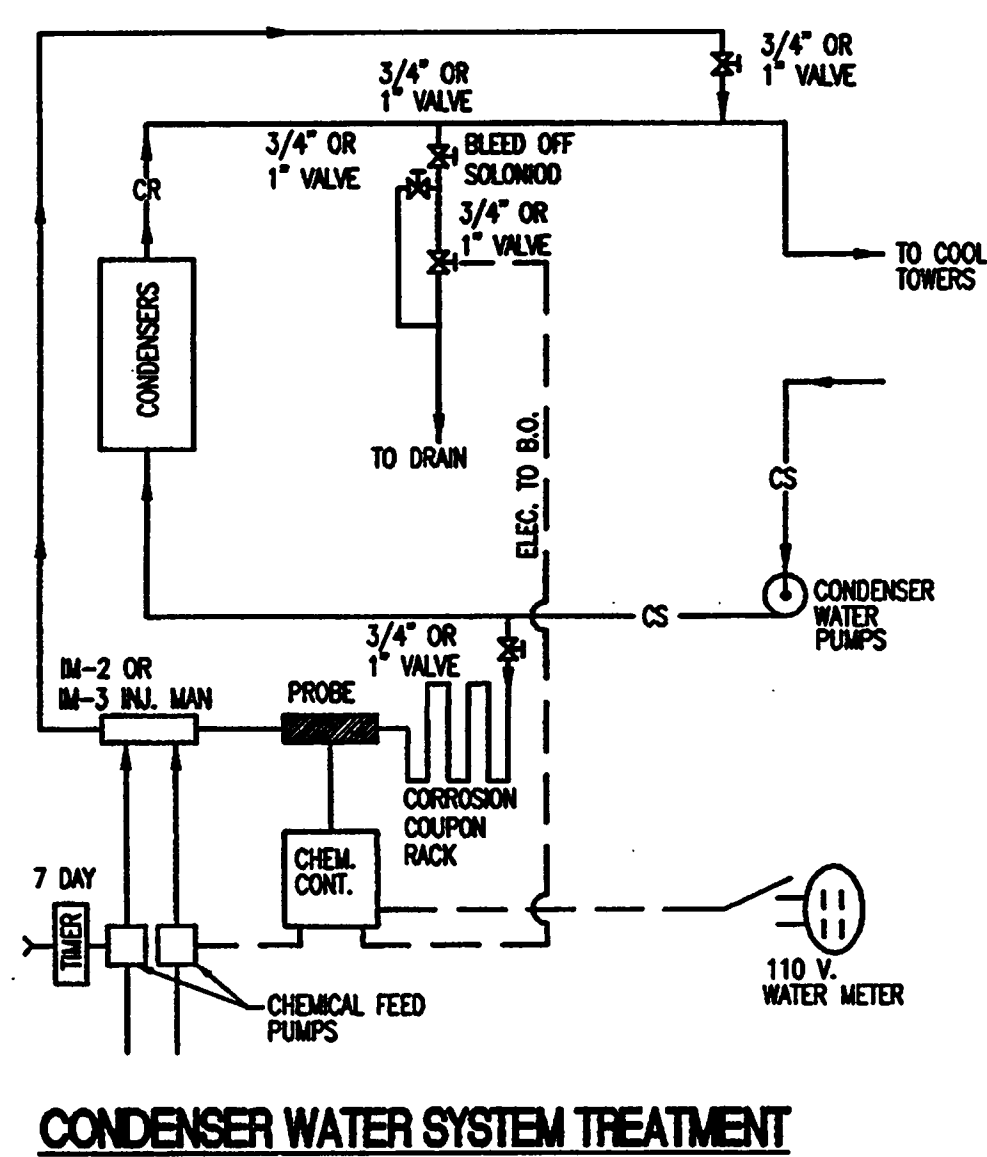 3/4" OR
1" VALVE
3/4" OR
1" VALVE
3/4" OR
1" VALVE
BLEED OFF
SOLONIOD
CR
3/4" OR
1" VALVE
TO COOL
TOWERS
CONDENSERS
TO DRAIN
ELEC. TO B.O.
CS
CONDENSER
WATER
PUMPS
CS
3/4" OR
1" VALVE
IM-2 OR
IM-3 INJ. MAN
PROBE
CORROSION
COUPON
RACK
CHEM.
CONT.
7 DAY
TIMER
110 V.
WATER METER
CHEMICAL FEED
PUMPS
CONDENSER WATER SYSTEM TREATMENT